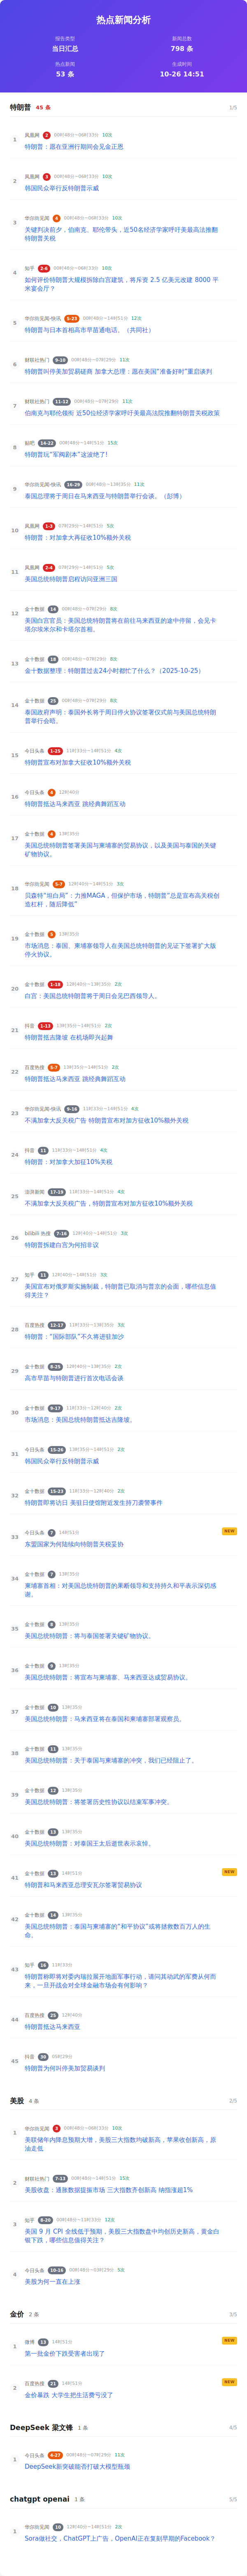 热点新闻分析
报告类型
新闻总数
当日汇总
798 条
热点新闻
生成时间
53 条
10-26 14:51
特朗普 45 条 1/5
1 凤凰网 2 00时48分~06时33分 10次
特朗普：愿在亚洲行期间会见金正恩
2 凤凰网 3 00时48分~06时33分 10次
韩国民众举行反特朗普示威
3 华尔街见闻 4 00时48分~06时33分 10次
关键判决前夕，伯南克、耶伦带头，近50名经济学家呼吁美最高法推翻
特朗普关税
4 知乎 2-6 00时48分~06时33分 10次
如何评价特朗普大规模拆除白宫建筑，将斥资 2.5 亿美元改建 8000 平
米宴会厅？
5 华尔街见闻-快讯 5-23 00时48分~14时51分 12次
特朗普与日本首相高市早苗通电话。（共同社）
6 财联社热门 9-10 00时48分~07时29分 11次
特朗普叫停美加贸易磋商 加拿大总理：愿在美国“准备好时”重启谈判
7 财联社热门 11-12 00时48分~07时29分 11次
伯南克与耶伦领衔 近50位经济学家呼吁美最高法院推翻特朗普关税政策
8 贴吧 14-22 00时48分~14时51分 15次
特朗普玩“军阀剧本”这波绝了!
9 华尔街见闻-快讯 16-29 00时48分~12时35分 11次
泰国总理将于周日在马来西亚与特朗普举行会谈。（彭博）
10 凤凰网 1-3 07时29分~14时51分 5次
特朗普：对加拿大再征收10%额外关税
11 凤凰网 2-4 07时29分~14时51分 5次
美国总统特朗普启程访问亚洲三国
12 金十数据 14 00时48分~07时29分 8次
美国白宫官员：美国总统特朗普将在前往马来西亚的途中停留，会见卡
塔尔埃米尔和卡塔尔首相。
13 金十数据 18 00时48分~07时29分 8次
金十数据整理：特朗普过去24小时都忙了什么？（2025-10-25）
14 金十数据 25 00时48分~07时29分 8次
泰国政府声明：泰国外长将于周日停火协议签署仪式前与美国总统特朗
普举行会晤。
15 今日头条 1-25 11时33分~14时51分 4次
特朗普宣布对加拿大征收10%额外关税
16 今日头条 4 12时40分
特朗普抵达马来西亚 跳经典舞蹈互动
17 金十数据 4 13时35分
美国总统特朗普签署美国与柬埔寨的贸易协议，以及美国与泰国的关键
矿物协议。
18 华尔街见闻 5-7 12时40分~14时51分 3次
贝森特“坦白局”：力推MAGA，但保护市场，特朗普“总是宣布高关税创
造杠杆，随后降低”
19 金十数据 5 13时35分
市场消息：泰国、柬埔寨领导人在美国总统特朗普的见证下签署扩大版
停火协议。
20 金十数据 1-18 12时40分~13时35分 2次
白宫：美国总统特朗普将于周日会见巴西领导人。
21 抖音 1-13 13时35分~14时51分 2次
特朗普抵吉隆坡 在机场即兴起舞
22 百度热搜 5-7 13时35分~14时51分 2次
特朗普抵达马来西亚 跳经典舞蹈互动
23 华尔街见闻-快讯 9-14 11时33分~14时51分 4次
不满加拿大反关税广告 特朗普宣布对方加征10%额外关税
24 抖音 11 11时33分~14时51分 4次
特朗普：对加拿大加征10%关税
25 澎湃新闻 17-19 11时33分~14时51分 4次
不满加拿大反关税广告，特朗普宣布对方加征10%额外关税
26 bilibili 热搜 7-16 12时40分~14时51分 3次
特朗普拆建白宫为何招非议
27 知乎 11 12时40分~14时51分 3次
美国宣布对俄罗斯实施制裁，特朗普已取消与普京的会面，哪些信息值
得关注？
28 百度热搜 12-17 11时33分~13时35分 3次
特朗普：“国际部队”不久将进驻加沙
29 金十数据 8-25 12时40分~13时35分 2次
高市早苗与特朗普进行首次电话会谈
30 金十数据 9-17 11时33分~12时40分 2次
市场消息：美国总统特朗普抵达吉隆坡。
31 今日头条 15-26 13时35分~14时51分 2次
韩国民众举行反特朗普示威
32 金十数据 15-23 11时33分~12时40分 2次
特朗普即将访日 美驻日使馆附近发生持刀袭警事件
33 今日头条 7 14时51分 NEW
东盟国家为何陆续向特朗普关税妥协
34 金十数据 7 13时35分
柬埔寨首相：对美国总统特朗普的果断领导和支持持久和平表示深切感
谢。
35 金十数据 8 13时35分
美国总统特朗普：将与泰国签署关键矿物协议。
36 金十数据 9 13时35分
美国总统特朗普：将宣布与柬埔寨、马来西亚达成贸易协议。
37 金十数据 10 13时35分
美国总统特朗普：马来西亚将在泰国和柬埔寨部署观察员。
38 金十数据 11 13时35分
美国总统特朗普：关于泰国与柬埔寨的冲突，我们已经阻止了。
39 金十数据 12 13时35分
美国总统特朗普：将签署历史性协议以结束军事冲突。
40 金十数据 13 13时35分
美国总统特朗普：对泰国王太后逝世表示哀悼。
41 金十数据 13 14时51分 NEW
特朗普和马来西亚总理安瓦尔签署贸易协议
42 金十数据 14 13时35分
美国总统特朗普：泰国与柬埔寨的“和平协议”或将拯救数百万人的生
命。
43 知乎 16 11时33分
特朗普称即将对委内瑞拉展开地面军事行动，请问其动武的军费从何而
来，一旦开战会对全球金融市场会有何影响？
44 百度热搜 25 12时40分
特朗普抵达马来西亚
45 抖音 30 05时29分
特朗普为何叫停美加贸易谈判
美股 4 条 2/5
1 华尔街见闻 2 00时48分~06时33分 10次
美联储年内降息预期大增，美股三大指数均破新高，苹果收创新高，原
油走低
2 财联社热门 7-13 00时48分~14时51分 15次
美股收盘：通胀数据提振市场 三大指数齐创新高 纳指涨超1%
3 知乎 8-20 00时48分~11时33分 12次
美国 9 月 CPI 全线低于预期，美股三大指数盘中均创历史新高，黄金白
银下跌，哪些信息值得关注？
4 今日头条 10-16 00时48分~03时29分 5次
美股为何一直在上涨
金价 2 条 3/5
1 微博 13 14时51分 NEW
第一批金价下跌受害者出现了
2 百度热搜 21 14时51分 NEW
金价暴跌 大学生把生活费亏没了
DeepSeek 梁文锋 1 条 4/5
1 今日头条 6-27 00时48分~07时29分 11次
DeepSeek新突破能否打破大模型瓶颈
chatgpt openai 1 条 5/5
1 华尔街见闻 10 12时40分~14时51分 2次
Sora做社交，ChatGPT上广告，OpenAI正在复刻早期的Facebook？